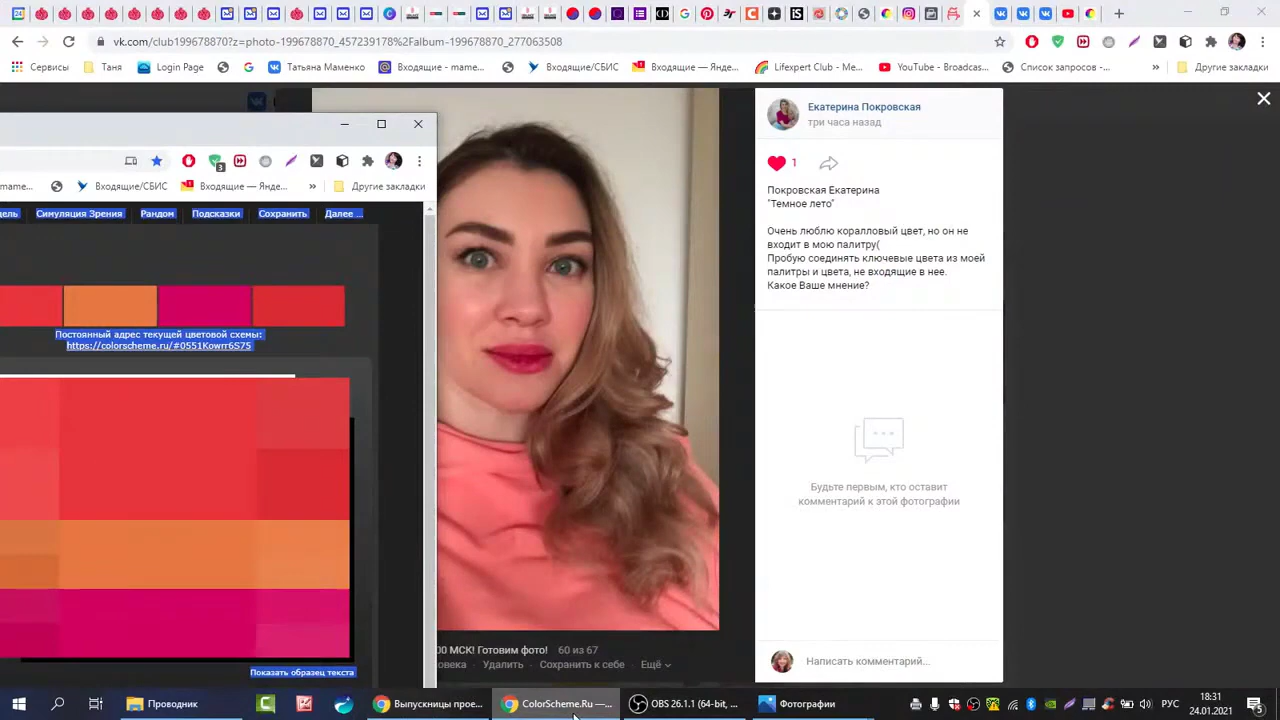 vk.com/club199678870?z=photo-199678870_457239178%2Falbum-199678870_277063508
Сервисы
Таня
Login Page
Татьяна Маменко
Входящие - mame...
Входящие/СБИС
Входящие — Янде...
Lifexpert Club - Me...
YouTube - Broadcas...
Список запросов -...
»
Другие закладки
Екатерина Покровская
три часа назад
1
Покровская Екатерина
"Темное лето"
Очень люблю коралловый цвет, но он не
входит в мою палитру(
Пробую соединять ключевые цвета из моей
палитры и цвета, не входящие в нее.
Какое Ваше мнение?
3
mame...
Входящие/СБИС
Входящие — Янде...
»
Другие закладки
дель
Симуляция Зрения
Рандом
Подсказки
Сохранить
Далее ...
Постоянный адрес текущей цветовой схемы:
https://colorscheme.ru/#0551Kowrr6S75
Показать образец текста
Будьте первым, кто оставит
комментарий к этой фотографии
00 МСК! Готовим фото!
60 из 67
овека
Удалить
Сохранить к себе
Ещё
Написать комментарий...
Проводник
Выпускницы прое...
ColorScheme.Ru —...
OBS 26.1.1 (64-bit, ...
Фотографии
РУС
18:31
24.01.2021